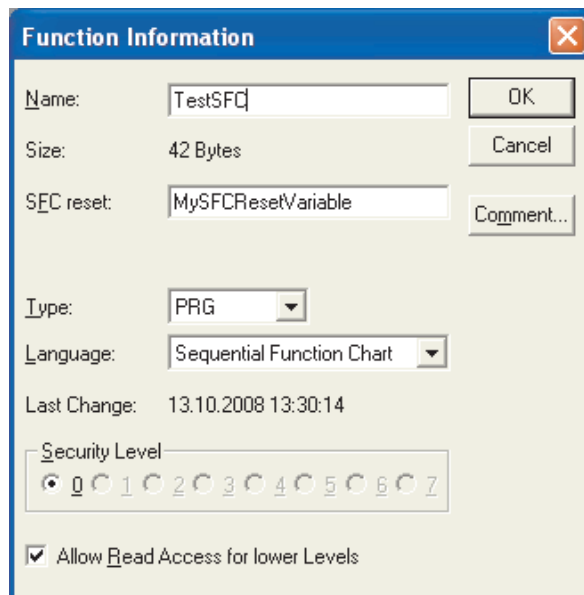 Function Information
Name: TestSFC OK
Size: 42 Bytes Cancel
SFC reset: MySFCResetVariable Comment...
Type: PRG
Language: Sequential Function Chart
Last Change: 13.10.2008 13:30:14
Security Level
0 1 2 3 4 5 6 7
Allow Read Access for lower Levels